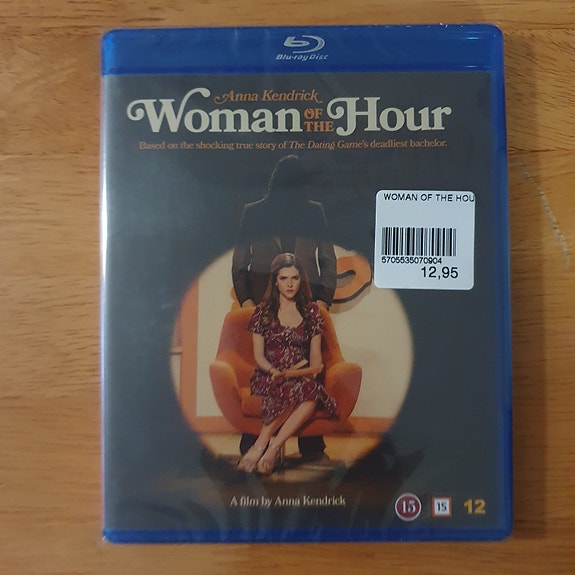 Blu-ray Disc
Anna Kendrick
WOMAN OF THE HOUR
Based on the shocking true story of The Dating Game's deadliest bachelor.
WOMAN OF THE HOU
5705535070904
12,95
A film by Anna Kendrick
15
15
12